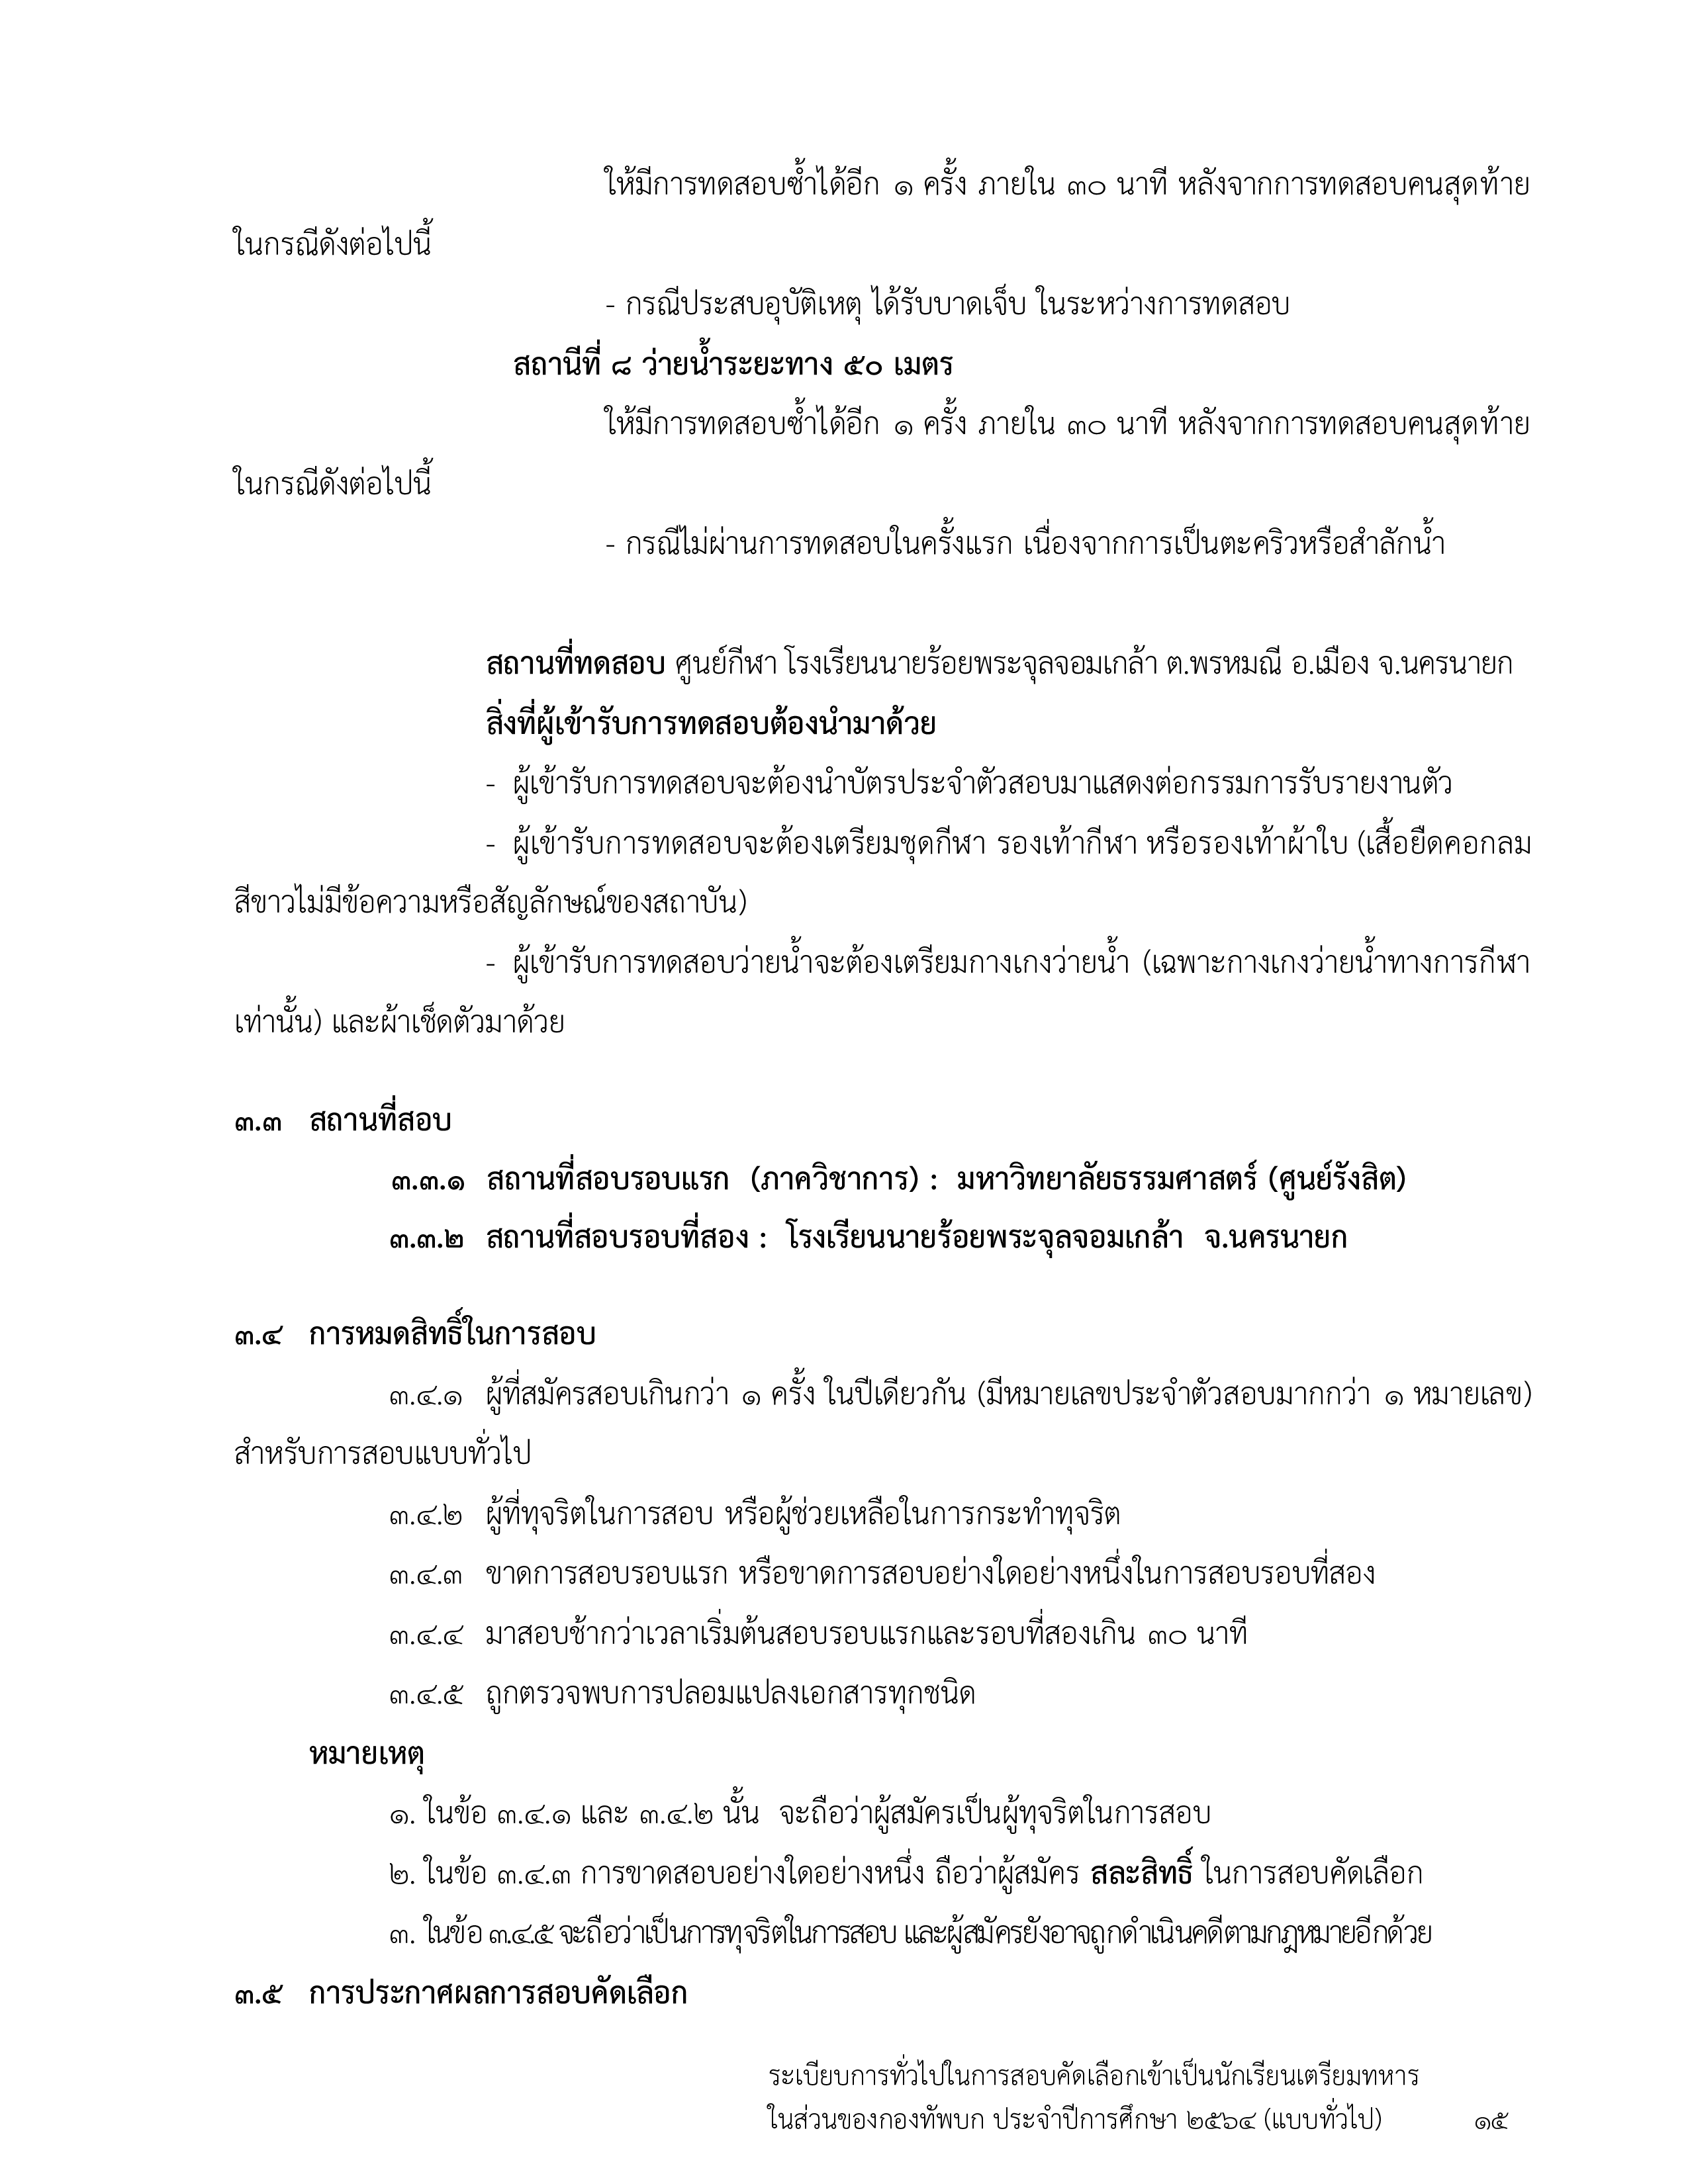 ให้มีการทดสอบซ้ำได้อีก ๑ ครั้ง ภายใน ๓๐ นาที หลังจากการทดสอบคนสุดท้าย
ในกรณีดังต่อไปนี้
- กรณีประสบอุบัติเหตุ ได้รับบาดเจ็บ ในระหว่างการทดสอบ
สถานีที่ ๘ ว่ายน้ำระยะทาง ๕๐ เมตร
ให้มีการทดสอบซ้ำได้อีก ๑ ครั้ง ภายใน ๓๐ นาที หลังจากการทดสอบคนสุดท้าย
ในกรณีดังต่อไปนี้
- กรณีไม่ผ่านการทดสอบในครั้งแรก เนื่องจากการเป็นตะคริวหรือสำลักน้ำ
สถานที่ทดสอบ ศูนย์กีฬา โรงเรียนนายร้อยพระจุลจอมเกล้า ต.พรหมณี อ.เมือง จ.นครนายก
สิ่งที่ผู้เข้ารับการทดสอบต้องนำมาด้วย
- ผู้เข้ารับการทดสอบจะต้องนำบัตรประจำตัวสอบมาแสดงต่อกรรมการรับรายงานตัว
- ผู้เข้ารับการทดสอบจะต้องเตรียมชุดกีฬา รองเท้ากีฬา หรือรองเท้าผ้าใบ (เสื้อยืดคอกลม
สีขาวไม่มีข้อความหรือสัญลักษณ์ของสถาบัน)
- ผู้เข้ารับการทดสอบว่ายน้ำจะต้องเตรียมกางเกงว่ายน้ำ (เฉพาะกางเกงว่ายน้ำทางการกีฬา
เท่านั้น) และผ้าเช็ดตัวมาด้วย
๓.๓ สถานที่สอบ
๓.๓.๑ สถานที่สอบรอบแรก (ภาควิชาการ) : มหาวิทยาลัยธรรมศาสตร์ (ศูนย์รังสิต)
๓.๓.๒ สถานที่สอบรอบที่สอง : โรงเรียนนายร้อยพระจุลจอมเกล้า จ.นครนายก
๓.๔ การหมดสิทธิ์ในการสอบ
๓.๔.๑ ผู้ที่สมัครสอบเกินกว่า ๑ ครั้ง ในปีเดียวกัน (มีหมายเลขประจำตัวสอบมากกว่า ๑ หมายเลข)
สำหรับการสอบแบบทั่วไป
๓.๔.๒ ผู้ที่ทุจริตในการสอบ หรือผู้ช่วยเหลือในการกระทำทุจริต
๓.๔.๓ ขาดการสอบรอบแรก หรือขาดการสอบอย่างใดอย่างหนึ่งในการสอบรอบที่สอง
๓.๔.๔ มาสอบช้ากว่าเวลาเริ่มต้นสอบรอบแรกและรอบที่สองเกิน ๓๐ นาที
๓.๔.๕ ถูกตรวจพบการปลอมแปลงเอกสารทุกชนิด
หมายเหตุ
๑. ในข้อ ๓.๔.๑ และ ๓.๔.๒ นั้น จะถือว่าผู้สมัครเป็นผู้ทุจริตในการสอบ
๒. ในข้อ ๓.๔.๓ การขาดสอบอย่างใดอย่างหนึ่ง ถือว่าผู้สมัคร สละสิทธิ์ ในการสอบคัดเลือก
๓. ในข้อ ๓.๔.๕ จะถือว่าเป็นการทุจริตในการสอบ และผู้สมัครยังอาจถูกดำเนินคดีตามกฎหมายอีกด้วย
๓.๕ การประกาศผลการสอบคัดเลือก
ระเบียบการทั่วไปในการสอบคัดเลือกเข้าเป็นนักเรียนเตรียมทหาร
ในส่วนของกองทัพบก ประจำปีการศึกษา ๒๕๖๔ (แบบทั่วไป) ๑๕